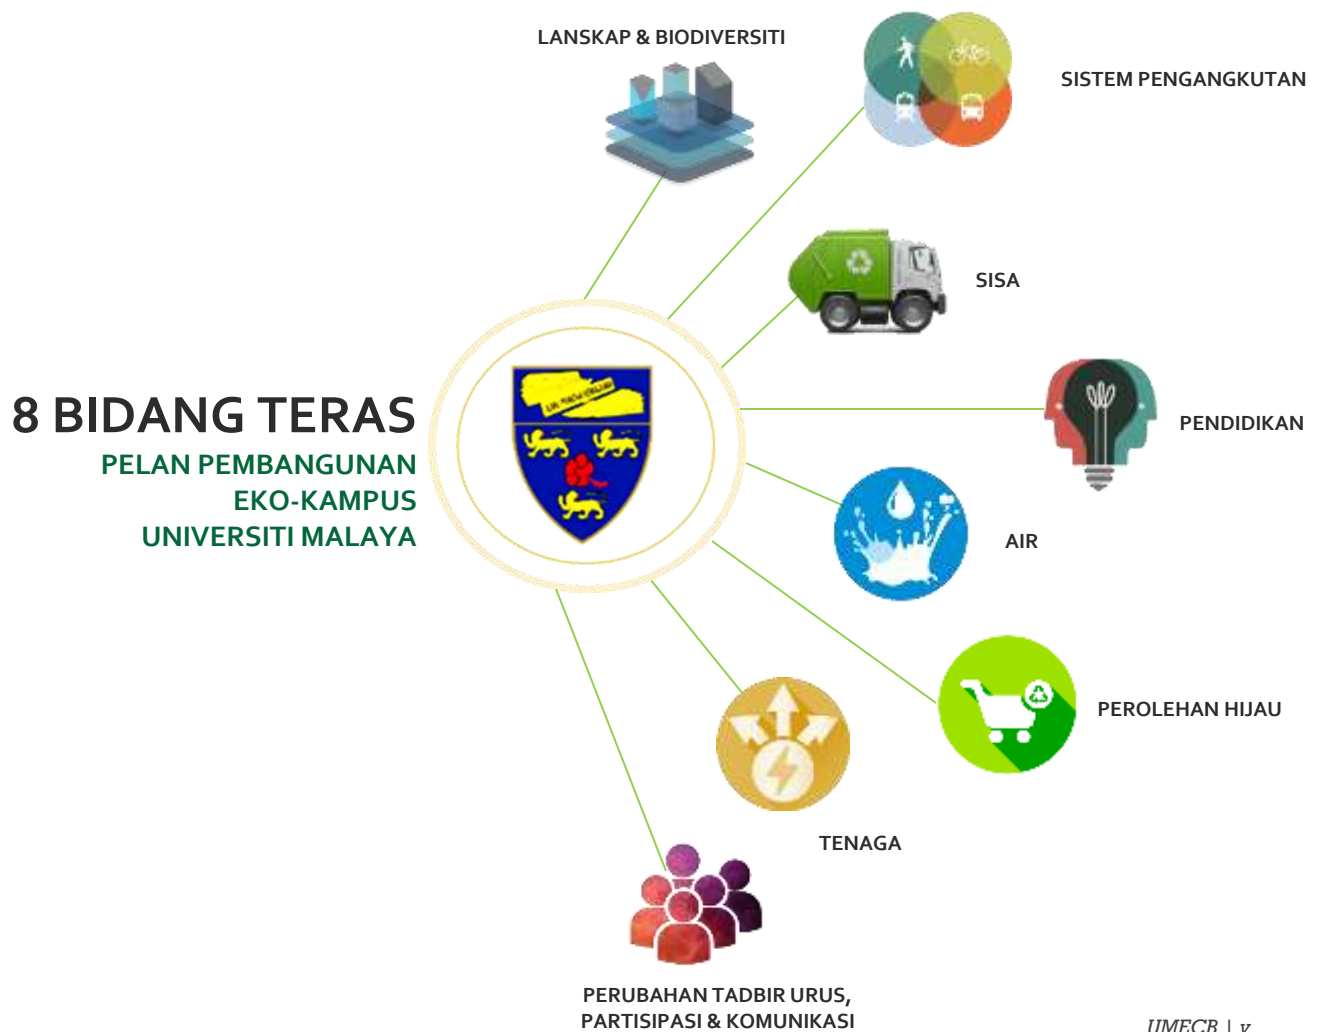 LANSKAP & BIODIVERSITI
SISTEM PENGANGKUTAN
SISA
8 BIDANG TERAS
PELAN PEMBANGUNAN
EKO-KAMPUS
UNIVERSITI MALAYA
PENDIDIKAN
AIR
PEROLEHAN HIJAU
TENAGA
PERUBAHAN TADBIR URUS,
PARTISIPASI & KOMUNIKASI
UMECB | v